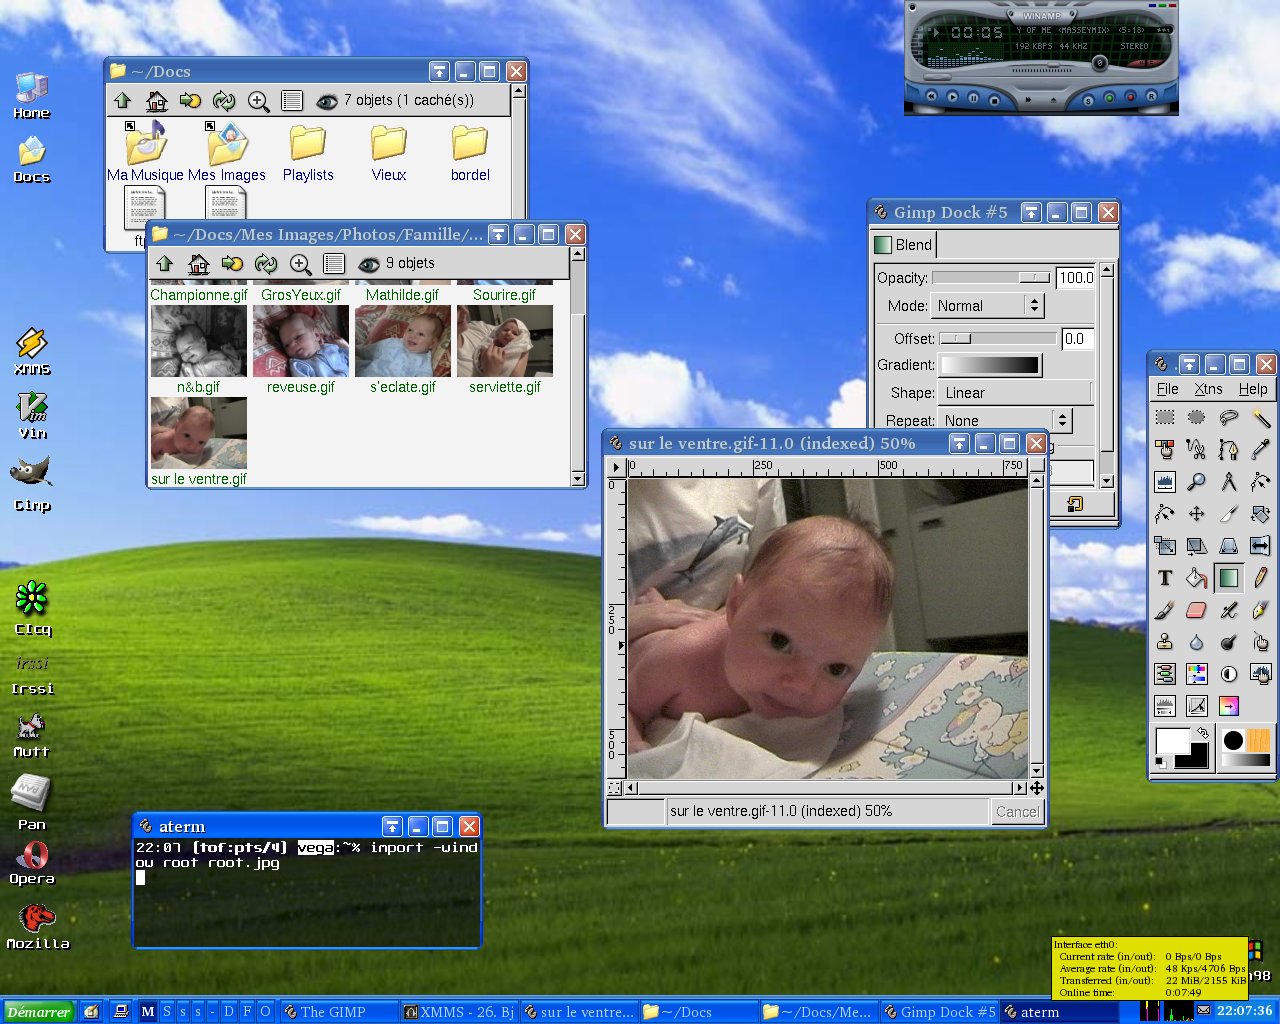 WINAMP
00:05
Y OF ME <MASSEYMIX> <5:18> ***
192 KBPS 44 KHZ STEREO
S
R
Home
Docs
XMMS
Vim
Gimp
CIcq
irssi
Irssi
Mutt
PAN
Pan
Opera
Mozilla
~/Docs
7 objets (1 caché(s))
Ma Musique Mes Images Playlists Vieux bordel
~/Docs/Mes Images/Photos/Famille/...
9 objets
Championne.gif GrosYeux.gif Mathilde.gif Sourire.gif
n&b.gif reveuse.gif s'eclate.gif serviette.gif
sur le ventre.gif
Gimp Dock #5
Blend
Opacity: 100.0
Mode: Normal
Offset: 0.0
Gradient:
Shape: Linear
Repeat: None
File Xtns Help
sur le ventre.gif-11.0 (indexed) 50%
0 250 500 750
0
250
500
sur le ventre.gif-11.0 (indexed) 50% Cancel
aterm
22:07 [tof:pts/4] vega:~% import -wind
ow root root.jpg
Interface eth0:
Current rate (in/out): 0 Bps/0 Bps
Average rate (in/out): 48 Kps/4706 Bps
Transferred (in/out): 22 MiB/2155 KiB
Online time: 0:07:49
98
Démarrer M S s s - D F O The GIMP XMMS - 26. Bj sur le ventre... ~/Docs ~/Docs/Me... Gimp Dock #5 aterm 22:07:36